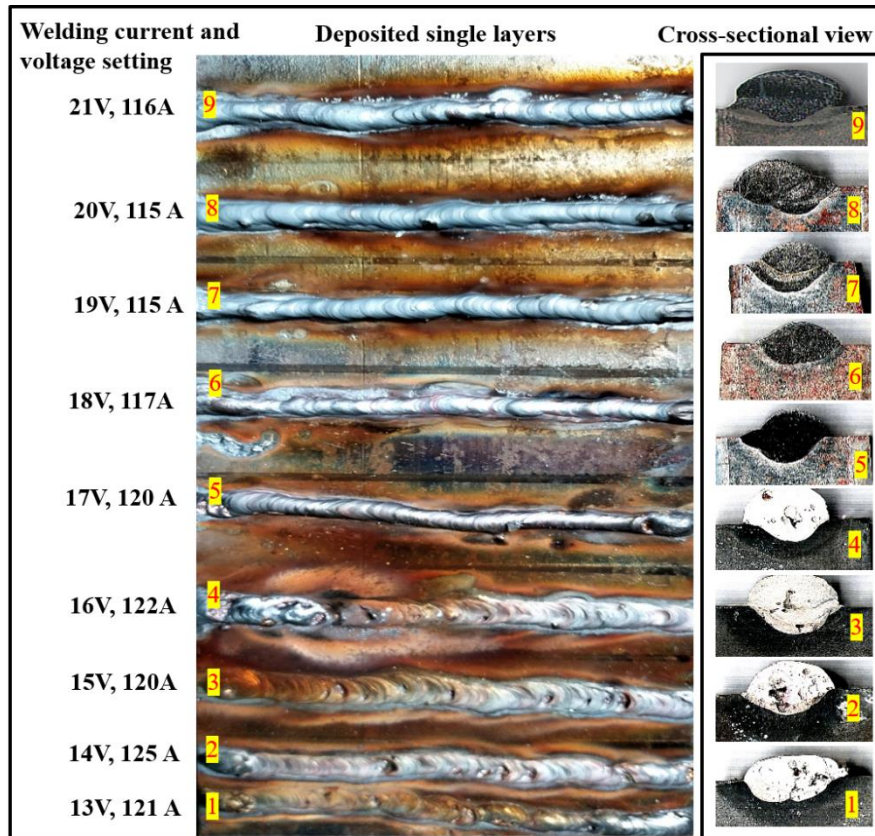 Welding current and
voltage setting
Deposited single layers
Cross-sectional view
21V, 116A
9
9
20V, 115 A
8
8
19V, 115A
7
7
18V, 117A
6
6
17V, 120 A
5
5
16V, 122A
4
4
15V, 120A
3
3
14V, 125 A
2
2
13V, 121 A
1
1